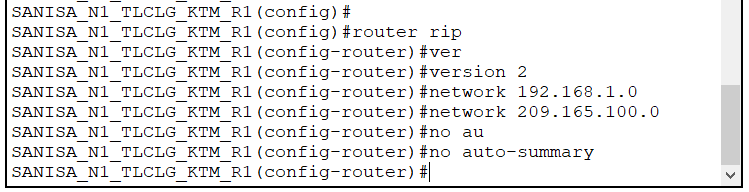 SANISA_N1_TLCLG_KTM_R1(config)#
SANISA_N1_TLCLG_KTM_R1(config)#router rip
SANISA_N1_TLCLG_KTM_R1(config-router)#ver
SANISA_N1_TLCLG_KTM_R1(config-router)#version 2
SANISA_N1_TLCLG_KTM_R1(config-router)#network 192.168.1.0
SANISA_N1_TLCLG_KTM_R1(config-router)#network 209.165.100.0
SANISA_N1_TLCLG_KTM_R1(config-router)#no au
SANISA_N1_TLCLG_KTM_R1(config-router)#no auto-summary
SANISA_N1_TLCLG_KTM_R1(config-router)#